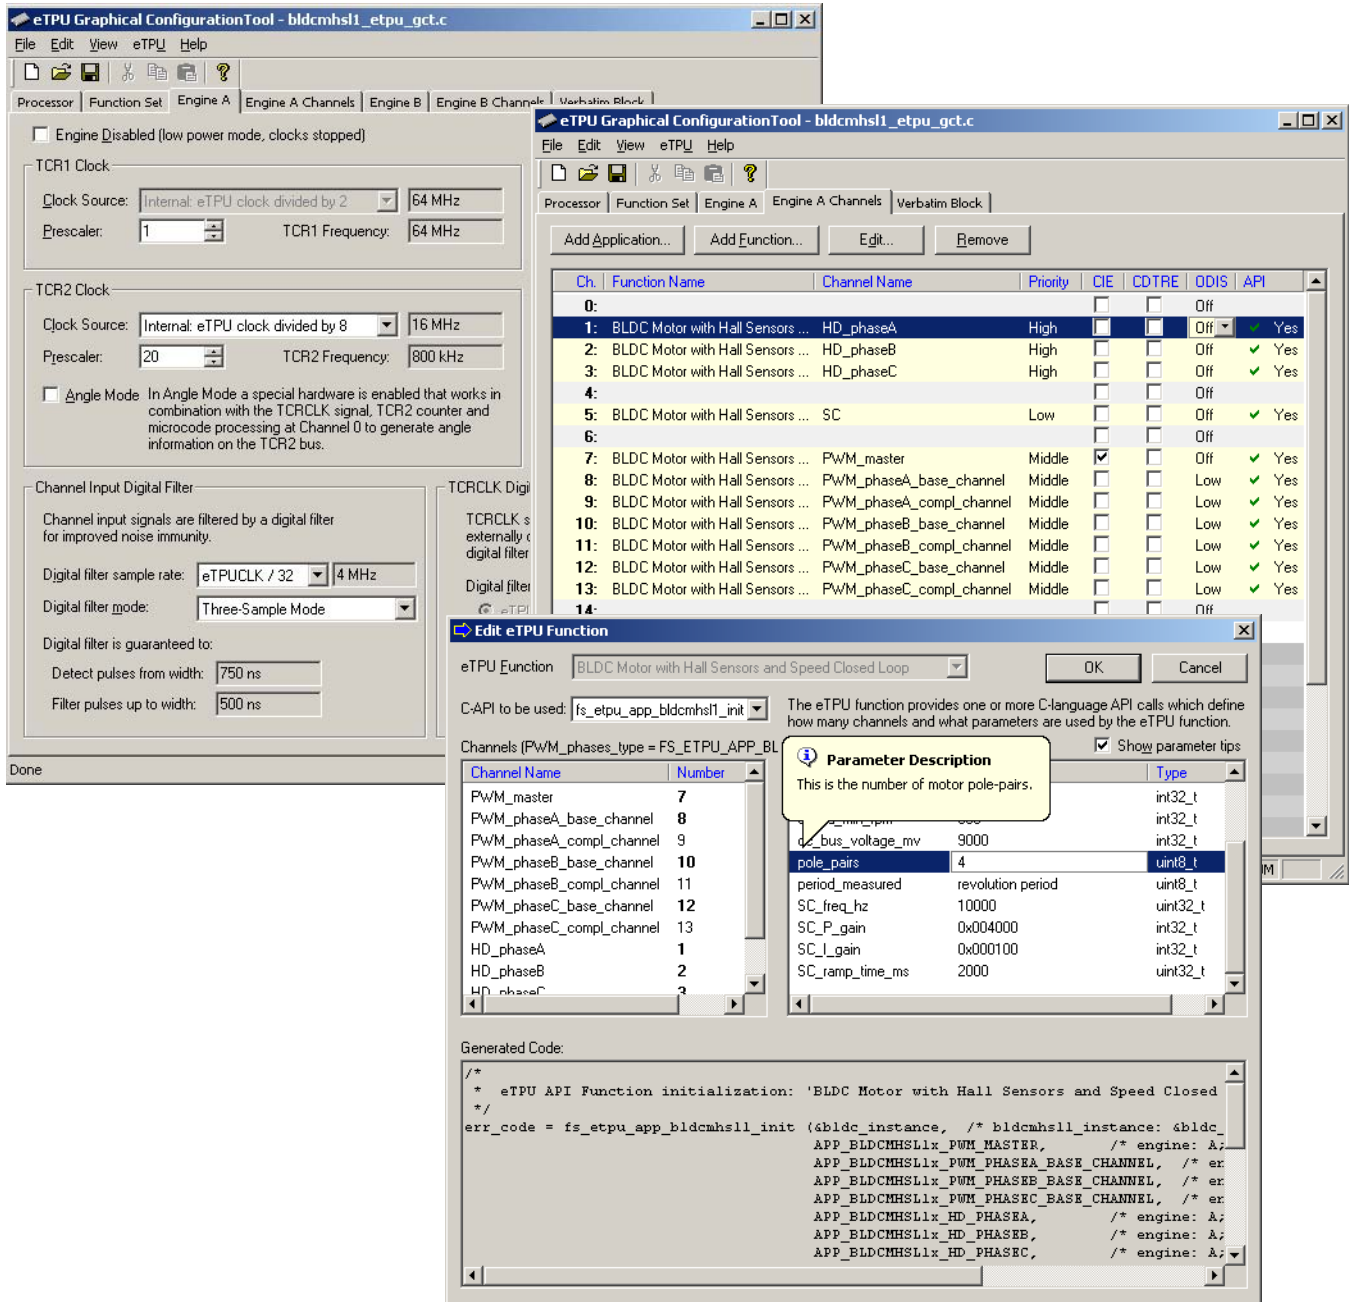 eTPU Graphical ConfigurationTool - bldcmhsl1_etpu_gct.c
File Edit View eTPU Help
Processor Function Set Engine A Engine A Channels Engine B Engine B Channels Verbatim Block
Engine Disabled (low power mode, clocks stopped)
TCR1 Clock
Clock Source: Internal: eTPU clock divided by 2 64 MHz
Prescaler: 1 TCR1 Frequency: 64 MHz
TCR2 Clock
Clock Source: Internal: eTPU clock divided by 8 16 MHz
Prescaler: 20 TCR2 Frequency: 800 kHz
Angle Mode In Angle Mode a special hardware is enabled that works in
combination with the TCRCLK signal, TCR2 counter and
microcode processing at Channel 0 to generate angle
information on the TCR2 bus.
Channel Input Digital Filter
Channel input signals are filtered by a digital filter
for improved noise immunity.
Digital filter sample rate: eTPUCLK / 32 4 MHz
Digital filter mode: Three-Sample Mode
Digital filter is guaranteed to:
Detect pulses from width: 750 ns
Filter pulses up to width: 500 ns
TCRCLK Digi
TCRCLK s
externally c
digital filter
Digital filter
eTP
Done
eTPU Graphical ConfigurationTool - bldcmhsl1_etpu_gct.c
File Edit View eTPU Help
Processor Function Set Engine A Engine A Channels Verbatim Block
Add Application... Add Function... Edit... Remove
Ch. Function Name Channel Name Priority CIE CDTRE ODIS API
0: Off
1: BLDC Motor with Hall Sensors ... HD_phaseA High Off Yes
2: BLDC Motor with Hall Sensors ... HD_phaseB High Off Yes
3: BLDC Motor with Hall Sensors ... HD_phaseC High Off Yes
4: Off
5: BLDC Motor with Hall Sensors ... SC Low Off Yes
6: Off
7: BLDC Motor with Hall Sensors ... PWM_master Middle Off Yes
8: BLDC Motor with Hall Sensors ... PWM_phaseA_base_channel Middle Low Yes
9: BLDC Motor with Hall Sensors ... PWM_phaseA_compl_channel Middle Low Yes
10: BLDC Motor with Hall Sensors ... PWM_phaseB_base_channel Middle Low Yes
11: BLDC Motor with Hall Sensors ... PWM_phaseB_compl_channel Middle Low Yes
12: BLDC Motor with Hall Sensors ... PWM_phaseC_base_channel Middle Low Yes
13: BLDC Motor with Hall Sensors ... PWM_phaseC_compl_channel Middle Low Yes
14: Off
Edit eTPU Function
eTPU Function BLDC Motor with Hall Sensors and Speed Closed Loop OK Cancel
C-API to be used: fs_etpu_app_bldcmhsl1_init
The eTPU function provides one or more C-language API calls which define
how many channels and what parameters are used by the eTPU function.
Channels (PWM_phases_type = FS_ETPU_APP_BL
Show parameter tips
Parameter Description
This is the number of motor pole-pairs.
Channel Name Number
PWM_master 7
PWM_phaseA_base_channel 8
PWM_phaseA_compl_channel 9
PWM_phaseB_base_channel 10
PWM_phaseB_compl_channel 11
PWM_phaseC_base_channel 12
PWM_phaseC_compl_channel 13
HD_phaseA 1
HD_phaseB 2
HD_phaseC 3
Type
int32_t
int32_t
dc_bus_voltage_mv 9000 int32_t
pole_pairs 4 uint8_t
period_measured revolution period uint8_t
SC_freq_hz 10000 uint32_t
SC_P_gain 0x004000 int32_t
SC_I_gain 0x000100 int32_t
SC_ramp_time_ms 2000 uint32_t
Generated Code:
/*
* eTPU API Function initialization: 'BLDC Motor with Hall Sensors and Speed Closed
*/
err_code = fs_etpu_app_bldcmhsl1_init (&bldc_instance, /* bldcmhsl1_instance: &bldc_
APP_BLDCMHSL1x_PWM_MASTER, /* engine: A;
APP_BLDCMHSL1x_PWM_PHASEA_BASE_CHANNEL, /* en
APP_BLDCMHSL1x_PWM_PHASEB_BASE_CHANNEL, /* en
APP_BLDCMHSL1x_PWM_PHASEC_BASE_CHANNEL, /* en
APP_BLDCMHSL1x_HD_PHASEA, /* engine: A;
APP_BLDCMHSL1x_HD_PHASEB, /* engine: A;
APP_BLDCMHSL1x_HD_PHASEC, /* engine: A;